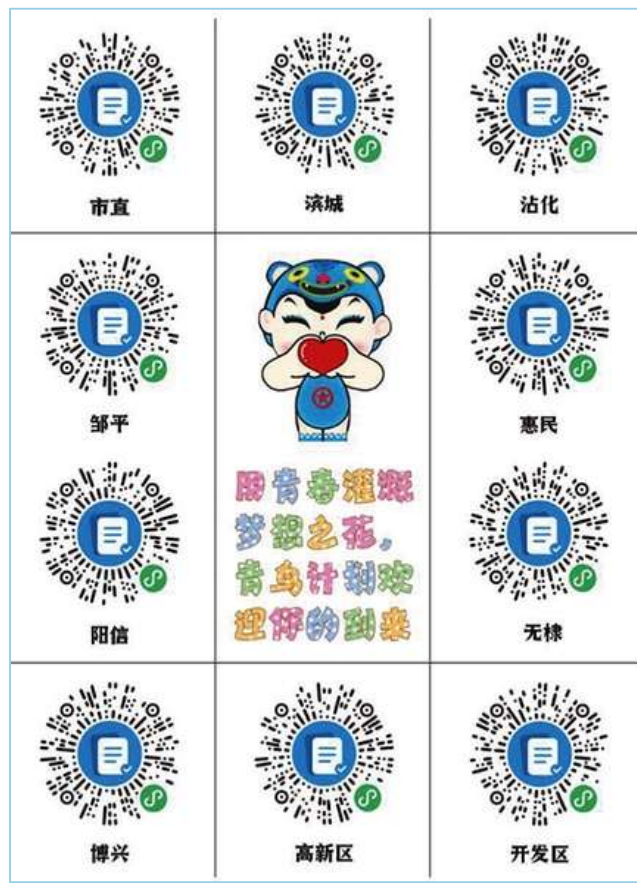 市直
滨城
沾化
邹平
惠民
用青春灌溉
梦想之花，
青鸟计划欢
迎你的到来
阳信
无棣
博兴
高新区
开发区